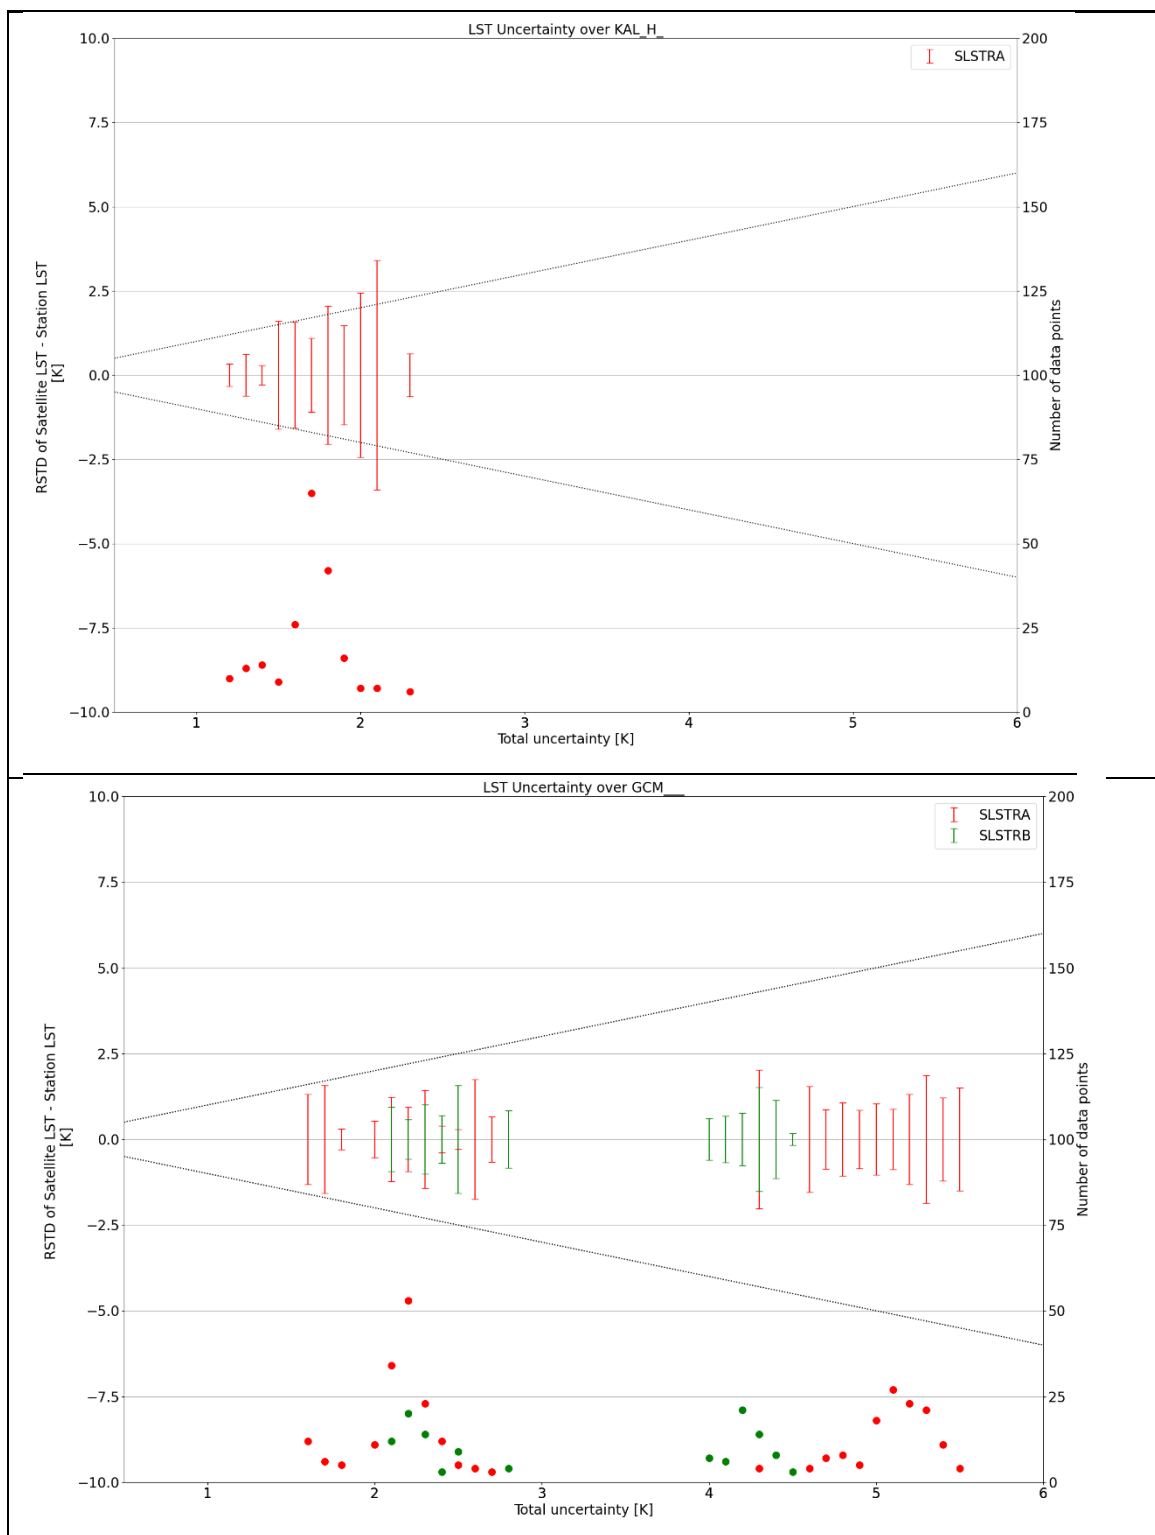 LST Uncertainty over KAL_H_
10.0
7.5
5.0
2.5
0.0
−2.5
−5.0
−7.5
−10.0
RSTD of Satellite LST - Station LST
[K]
SLSTRA
200
175
150
125
100
75
50
25
0
Number of data points
1 2 3 4 5 6
Total uncertainty [K]
LST Uncertainty over GCM___
10.0
7.5
5.0
2.5
0.0
−2.5
−5.0
−7.5
−10.0
RSTD of Satellite LST - Station LST
[K]
SLSTRA
SLSTRB
200
175
150
125
100
75
50
25
0
Number of data points
1 2 3 4 5 6
Total uncertainty [K]